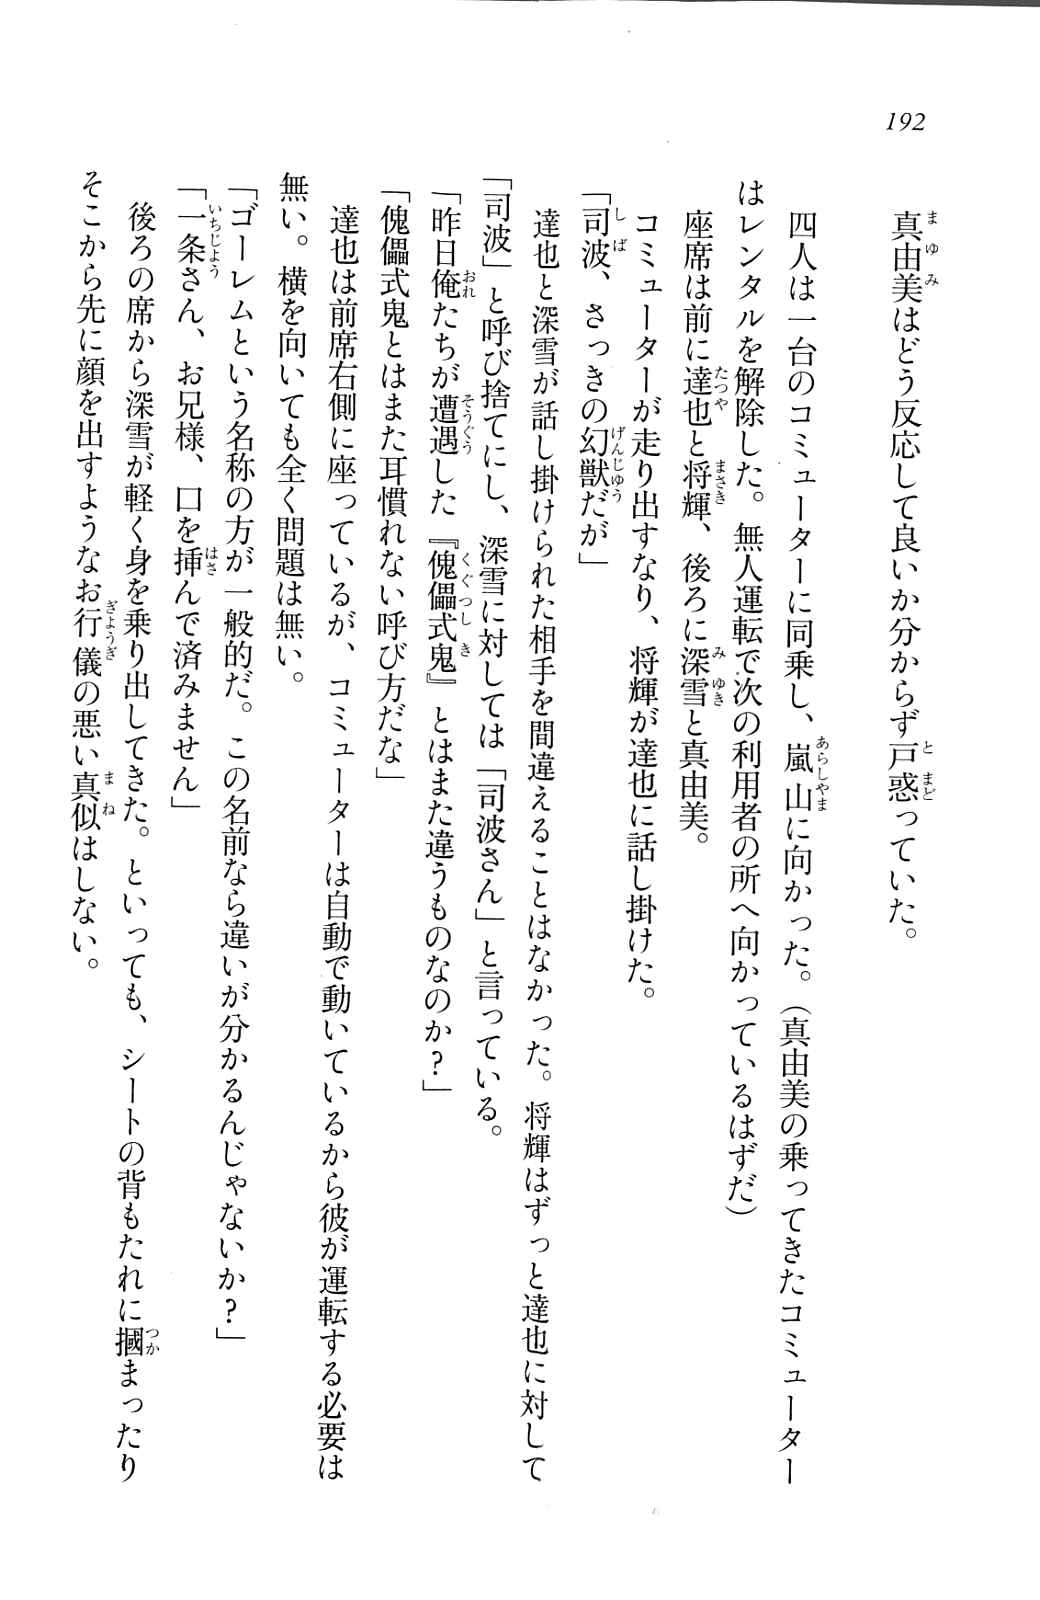 192
真由美はどう反応して良いか分からず戸惑っていた。
四人は一台のコミューターに同乗し、嵐山に向かった。（真由美の乗ってきたコミューター
はレンタルを解除した。無人運転で次の利用者の所へ向かっているはずだ）
座席は前に達也と将輝、後ろに深雪と真由美。
コミューターが走り出すなり、将輝が達也に話し掛けた。
「司波、さっきの幻獣だが」
達也と深雪が話し掛けられた相手を間違えることはなかった。将輝はずっと達也に対して
「司波」と呼び捨てにし、深雪に対しては「司波さん」と言っている。
「昨日俺たちが遭遇した『傀儡式鬼』とはまた違うものなのか？」
「傀儡式鬼とはまた耳慣れない呼び方だな」
達也は前席右側に座っているが、コミューターは自動で動いているから彼が運転する必要は
無い。横を向いても全く問題は無い。
「ゴーレムという名称の方が一般的だ。この名前なら違いが分かるんじゃないか？」
「一条さん、お兄様、口を挿んで済みません」
後ろの席から深雪が軽く身を乗り出してきた。といっても、シートの背もたれに摑まったり
そこから先に顔を出すようなお行儀の悪い真似はしない。